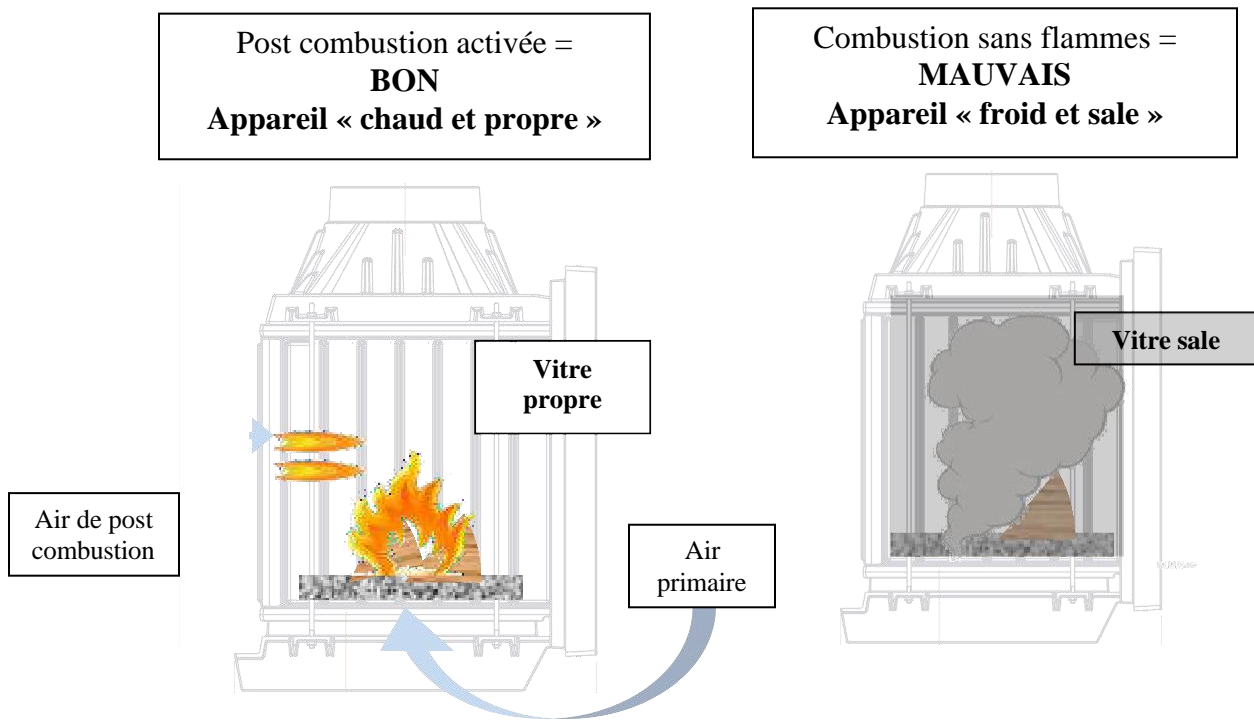 Post combustion activée =
BON
Appareil « chaud et propre »
Combustion sans flammes =
MAUVAIS
Appareil « froid et sale »
Vitre
propre
Vitre sale
Air de post
combustion
Air
primaire